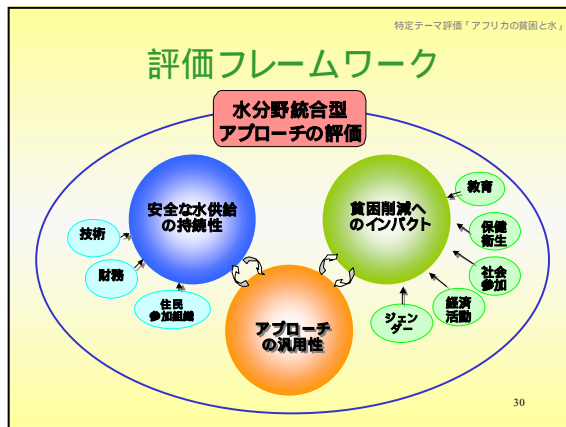 特定テーマ評価「アフリカの貧困と水」
評価フレームワーク
水分野統合型
アプローチの評価
安全な水供給
の持続性
貧困削減へ
のインパクト
アプローチ
の汎用性
技術
財務
住民
参加組織
教育
保健
衛生
社会
参加
経済
活動
ジェン
ダー
30